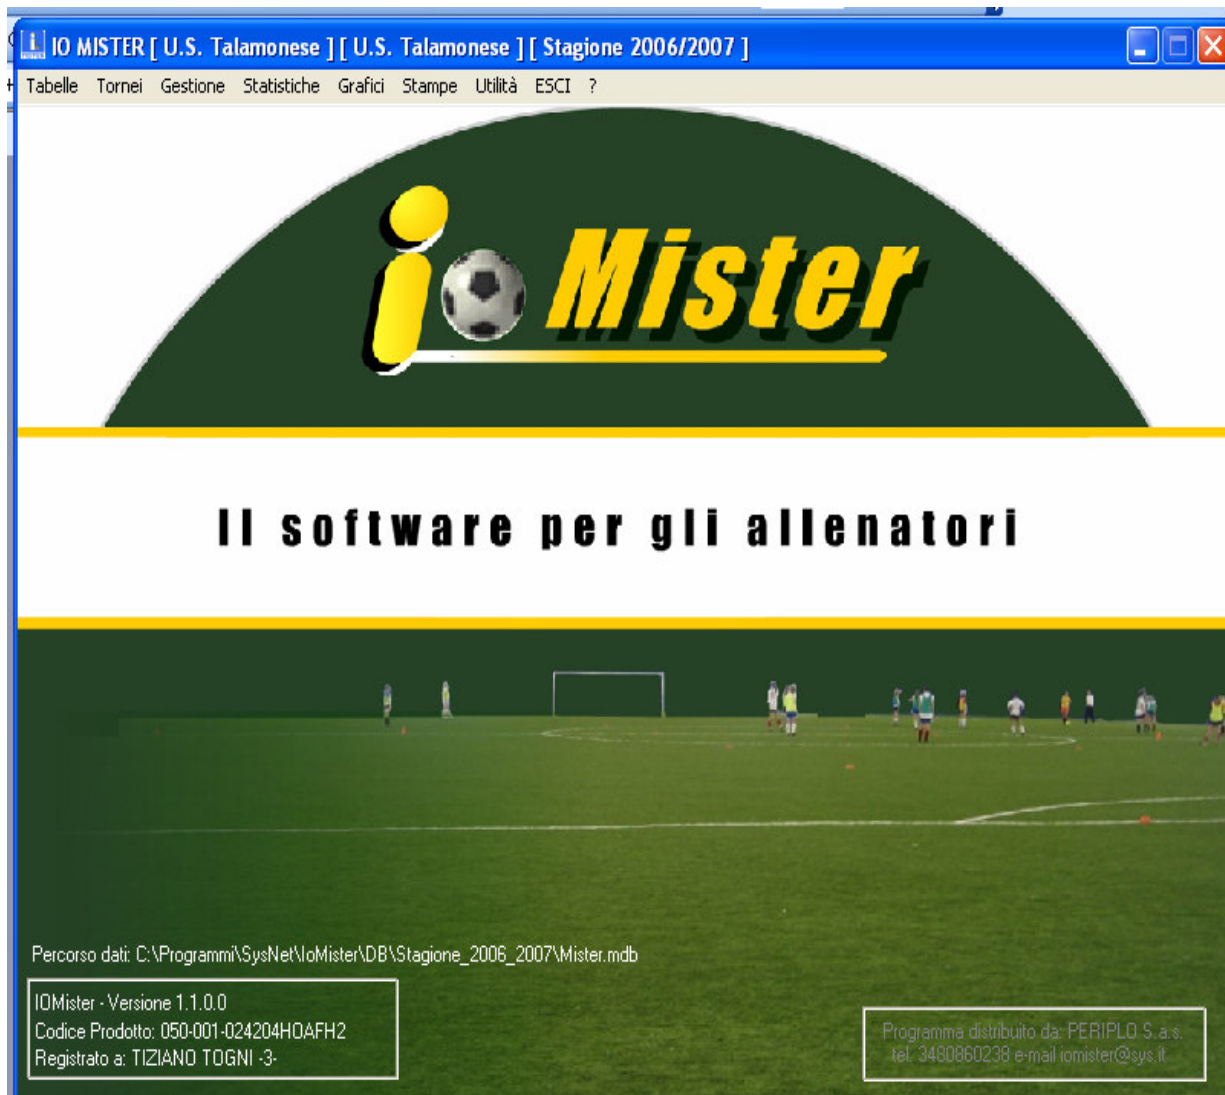 IO MISTER [ U.S. Talamonese ] [ U.S. Talamonese ] [ Stagione 2006/2007 ]
Tabelle Tornei Gestione Statistiche Grafici Stampe Utilità ESCI ?
io Mister
Il software per gli allenatori
Percorso dati: C:\Programmi\SysNet\IoMister\DB\Stagione_2006_2007\Mister.mdb
IOMister - Versione 1.1.0.0
Codice Prodotto: 050-001-024204HOAFH2
Registrato a: TIZIANO TOGNI -3-
Programma distribuito da: PERIPLO S.a.s.
tel. 3480860238 e-mail iomister@sys.it